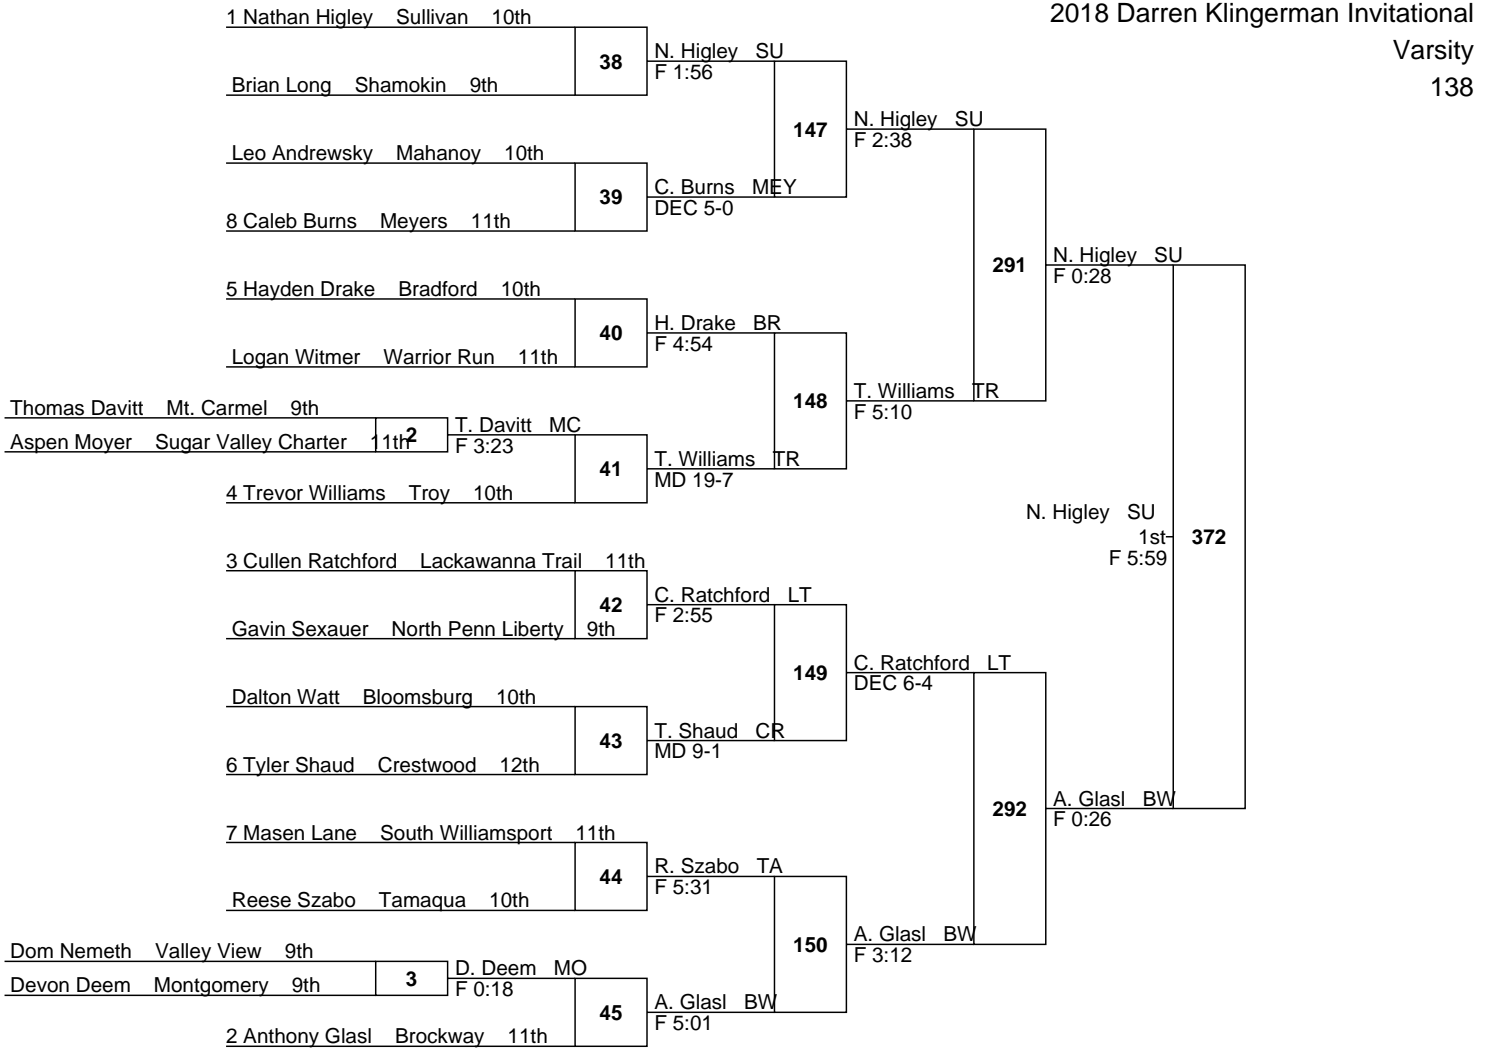 2018 Darren Klingerman Invitational
Varsity
138
1 Nathan Higley Sullivan 10th
38
N. Higley SU
F 1:56
Brian Long Shamokin 9th
147
N. Higley SU
F 2:38
Leo Andrewsky Mahanoy 10th
39
C. Burns MEY
DEC 5-0
8 Caleb Burns Meyers 11th
291
N. Higley SU
F 0:28
5 Hayden Drake Bradford 10th
40
H. Drake BR
F 4:54
Logan Witmer Warrior Run 11th
148
T. Williams TR
F 5:10
Thomas Davitt Mt. Carmel 9th
2
T. Davitt MC
F 3:23
Aspen Moyer Sugar Valley Charter 11th
41
T. Williams TR
MD 19-7
4 Trevor Williams Troy 10th
N. Higley SU
1st
F 5:59
372
3 Cullen Ratchford Lackawanna Trail 11th
42
C. Ratchford LT
F 2:55
Gavin Sexauer North Penn Liberty 9th
149
C. Ratchford LT
DEC 6-4
Dalton Watt Bloomsburg 10th
43
T. Shaud CR
MD 9-1
6 Tyler Shaud Crestwood 12th
292
A. Glasl BW
F 0:26
7 Masen Lane South Williamsport 11th
44
R. Szabo TA
F 5:31
Reese Szabo Tamaqua 10th
150
A. Glasl BW
F 3:12
Dom Nemeth Valley View 9th
3
D. Deem MO
F 0:18
Devon Deem Montgomery 9th
45
A. Glasl BW
F 5:01
2 Anthony Glasl Brockway 11th